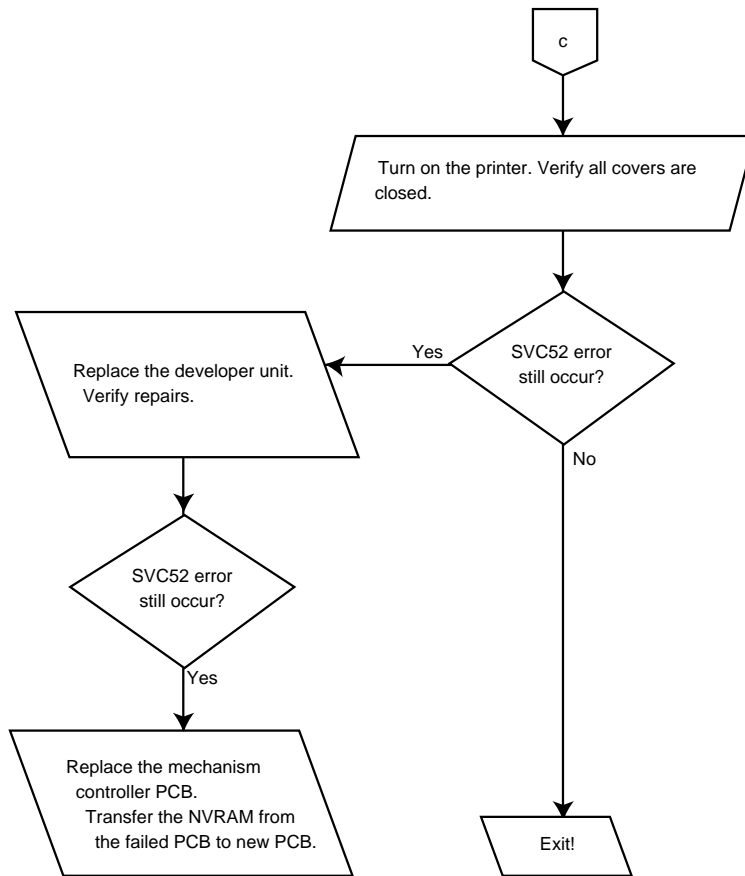 c
Turn on the printer. Verify all covers are
closed.
SVC52 error
still occur?
Yes
No
Replace the developer unit.
Verify repairs.
SVC52 error
still occur?
Yes
Replace the mechanism
controller PCB.
Transfer the NVRAM from
the failed PCB to new PCB.
Exit!